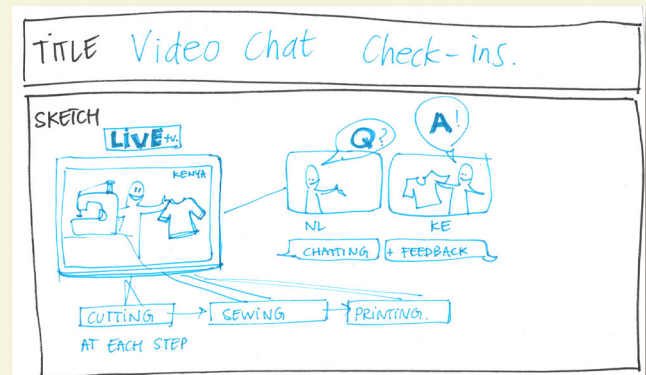 TITLE Video Chat Check-ins.
SKETCH
LIVE tv.
KENYA
Q?
A!
NL
KE
CHATTING + FEEDBACK
CUTTING SEWING PRINTING.
AT EACH STEP